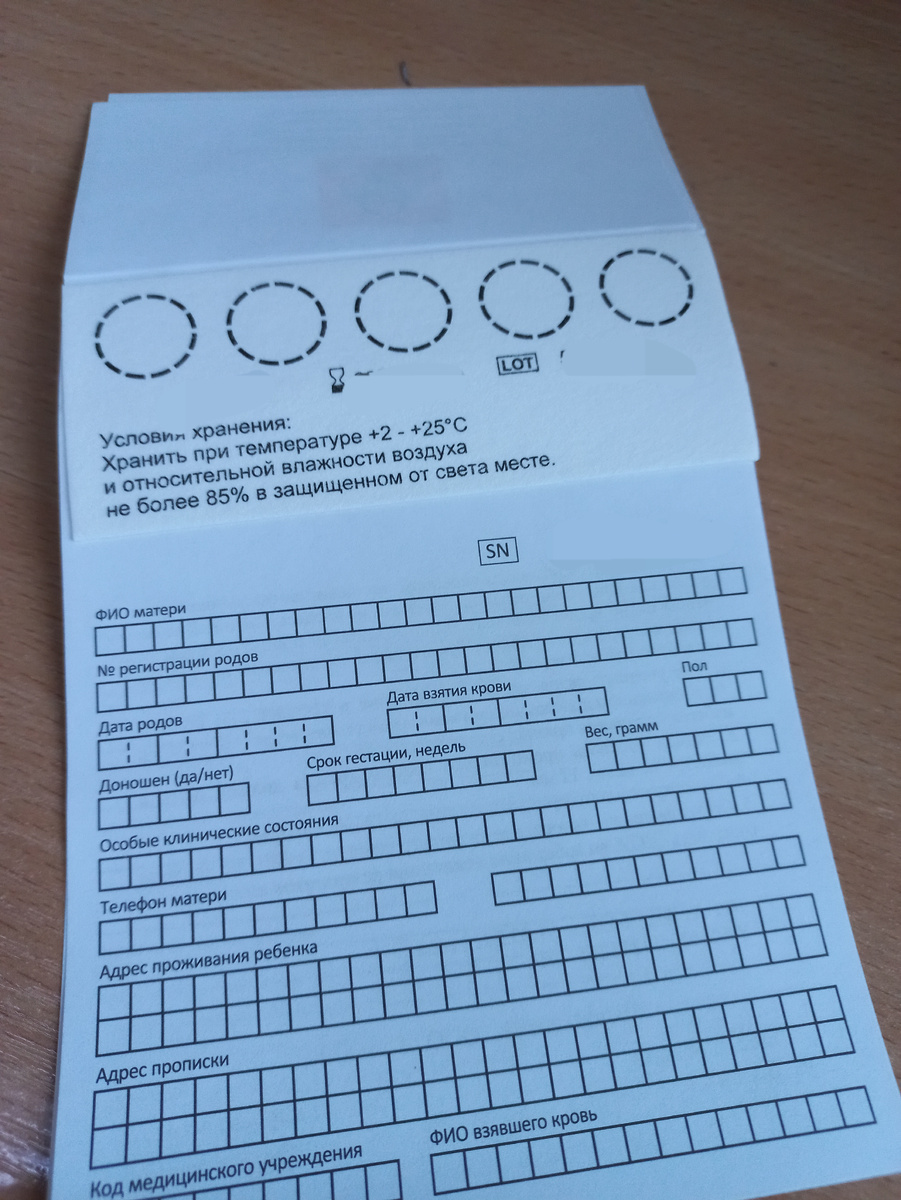 LOT
Условия хранения:
Хранить при температуре +2 - +25°C
и относительной влажности воздуха
не более 85% в защищенном от света месте.
SN
ФИО матери
№ регистрации родов
Дата родов Дата взятия крови Пол
Доношен (да/нет) Срок гестации, недель Вес, грамм
Особые клинические состояния
Телефон матери
Адрес проживания ребенка
Адрес прописки
Код медицинского учреждения ФИО взявшего кровь